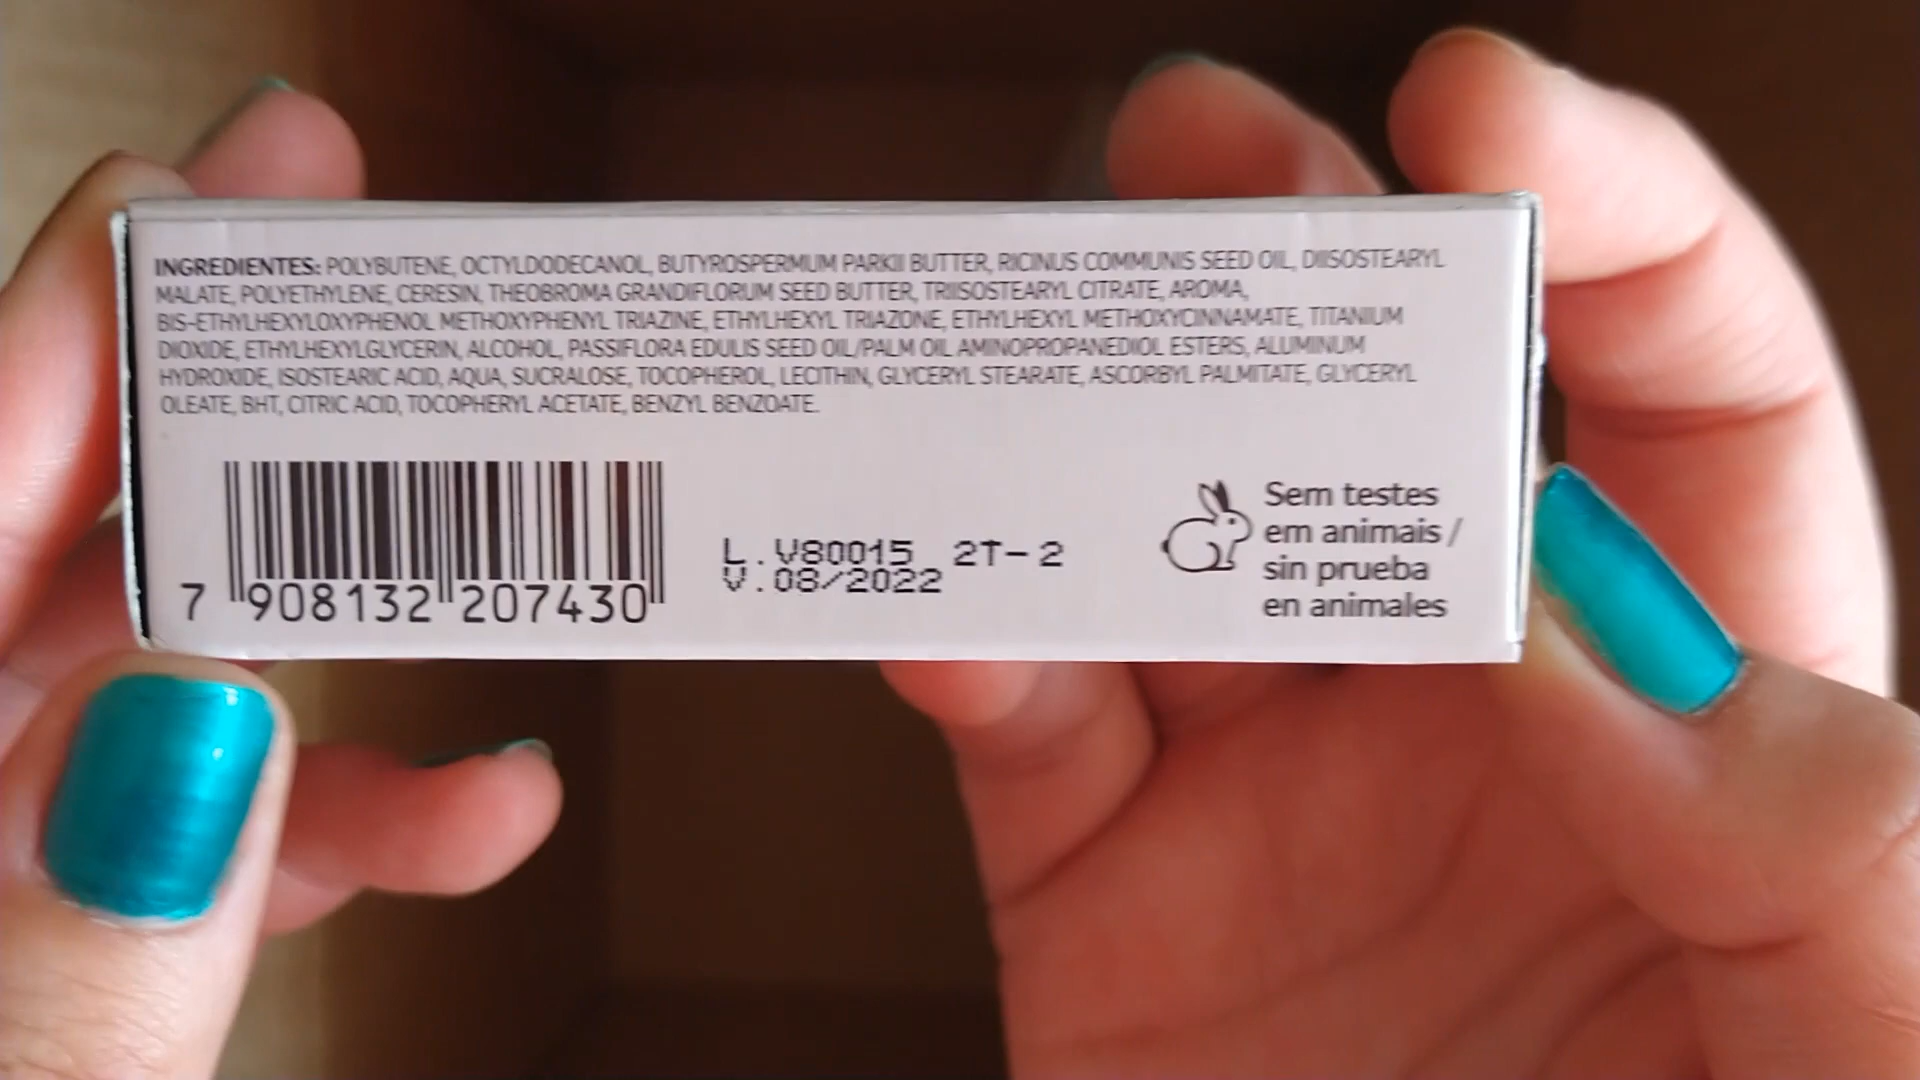 INGREDIENTES: POLYBUTENE, OCTYLDODECANOL, BUTYROSPERMUM PARKII BUTTER, RICINUS COMMUNIS SEED OIL, DIISOSTEARYL
MALATE, POLYETHYLENE, CERESIN, THEOBROMA GRANDIFLORUM SEED BUTTER, TRIISOSTEARYL CITRATE, AROMA,
BIS-ETHYLHEXYLOXYPHENOL METHOXYPHENYL TRIAZINE, ETHYLHEXYL TRIAZONE, ETHYLHEXYL METHOXYCINNAMATE, TITANIUM
DIOXIDE, ETHYLHEXYLGLYCERIN, ALCOHOL, PASSIFLORA EDULIS SEED OIL/PALM OIL AMINOPROPANEDIOL ESTERS, ALUMINUM
HYDROXIDE, ISOSTEARIC ACID, AQUA, SUCRALOSE, TOCOPHEROL, LECITHIN, GLYCERYL STEARATE, ASCORBYL PALMITATE, GLYCERYL
OLEATE, BHT, CITRIC ACID, TOCOPHERYL ACETATE, BENZYL BENZOATE.
7 908132 207430
L.V80015 2T-2
V.08/2022
Sem testes
em animais /
sin prueba
en animales